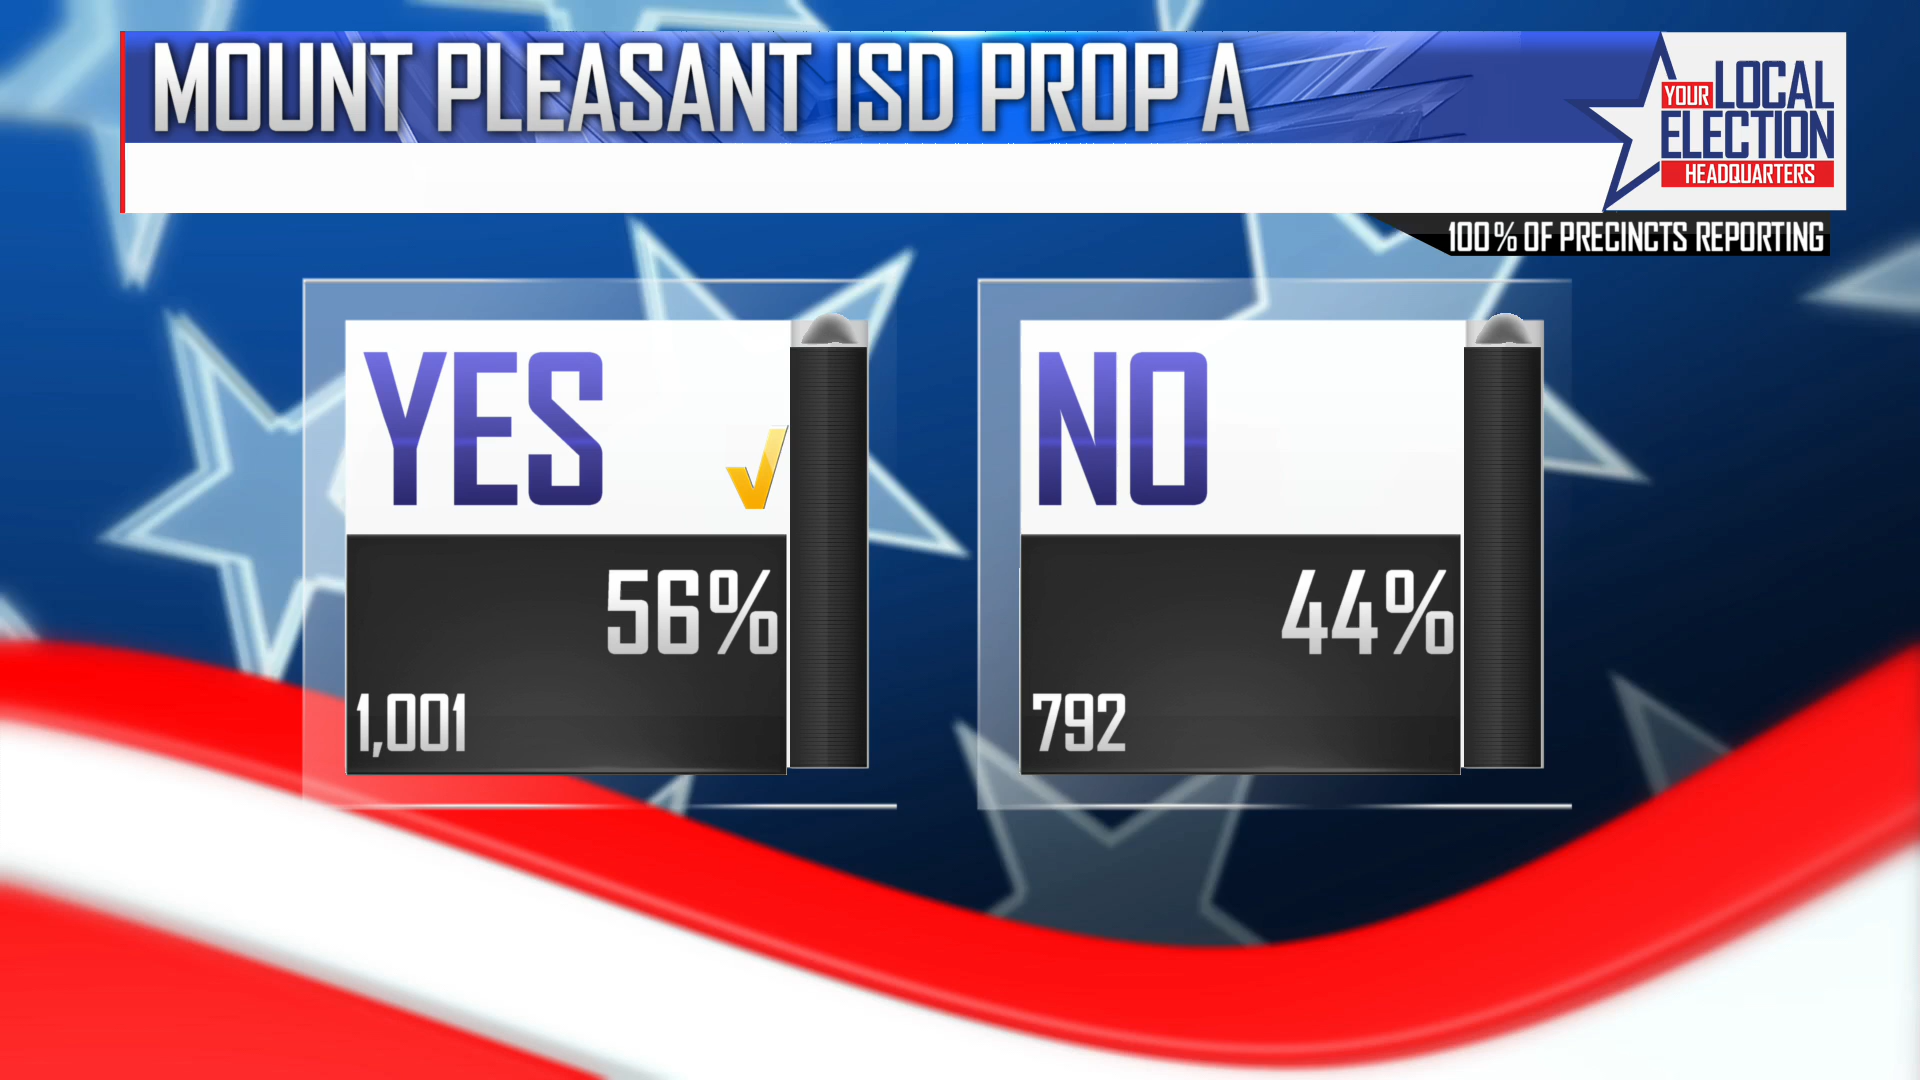 MOUNT PLEASANT ISD PROP A
YOUR LOCAL
ELECTION
HEADQUARTERS
100% OF PRECINCTS REPORTING
YES
56%
1,001
NO
44%
792